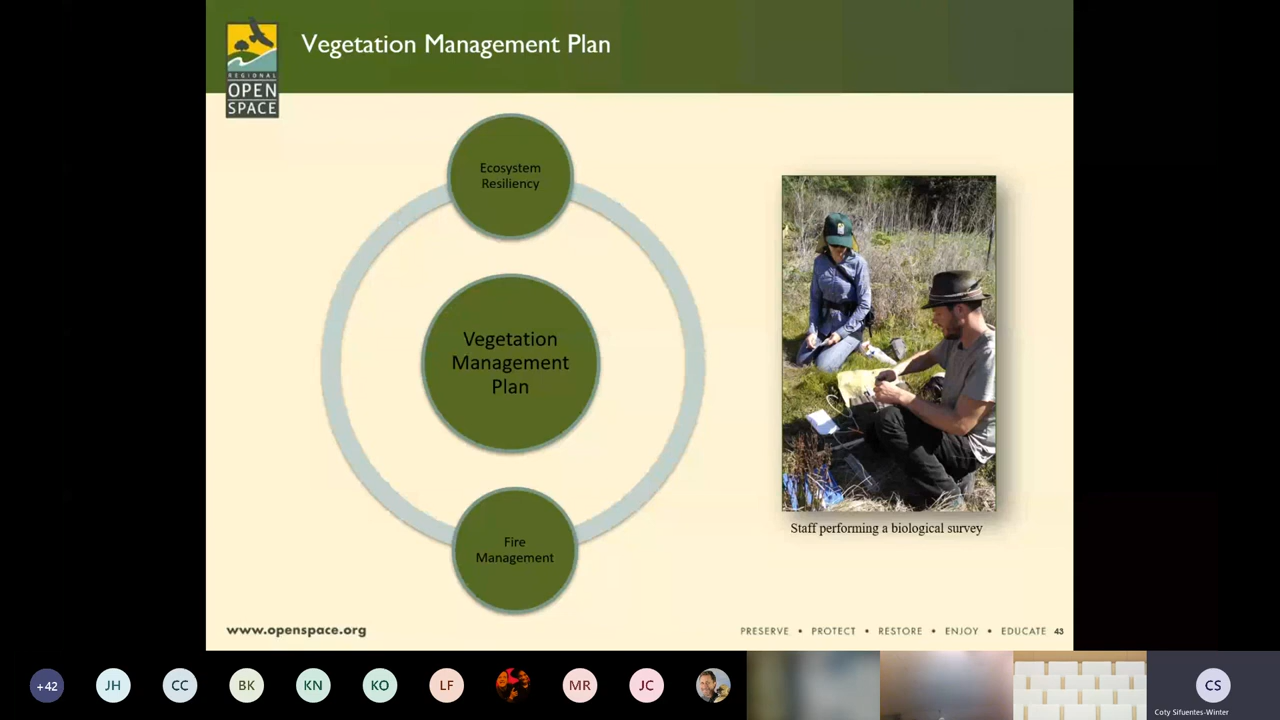 Vegetation Management Plan
REGIONAL
OPEN
SPACE
Ecosystem
Resiliency
Vegetation
Management
Plan
Fire
Management
Staff performing a biological survey
www.openspace.org
PRESERVE • PROTECT • RESTORE • ENJOY • EDUCATE 43
+42
JH
CC
BK
KN
KO
LF
MR
JC
CS
Coty Sifuentes-Winter